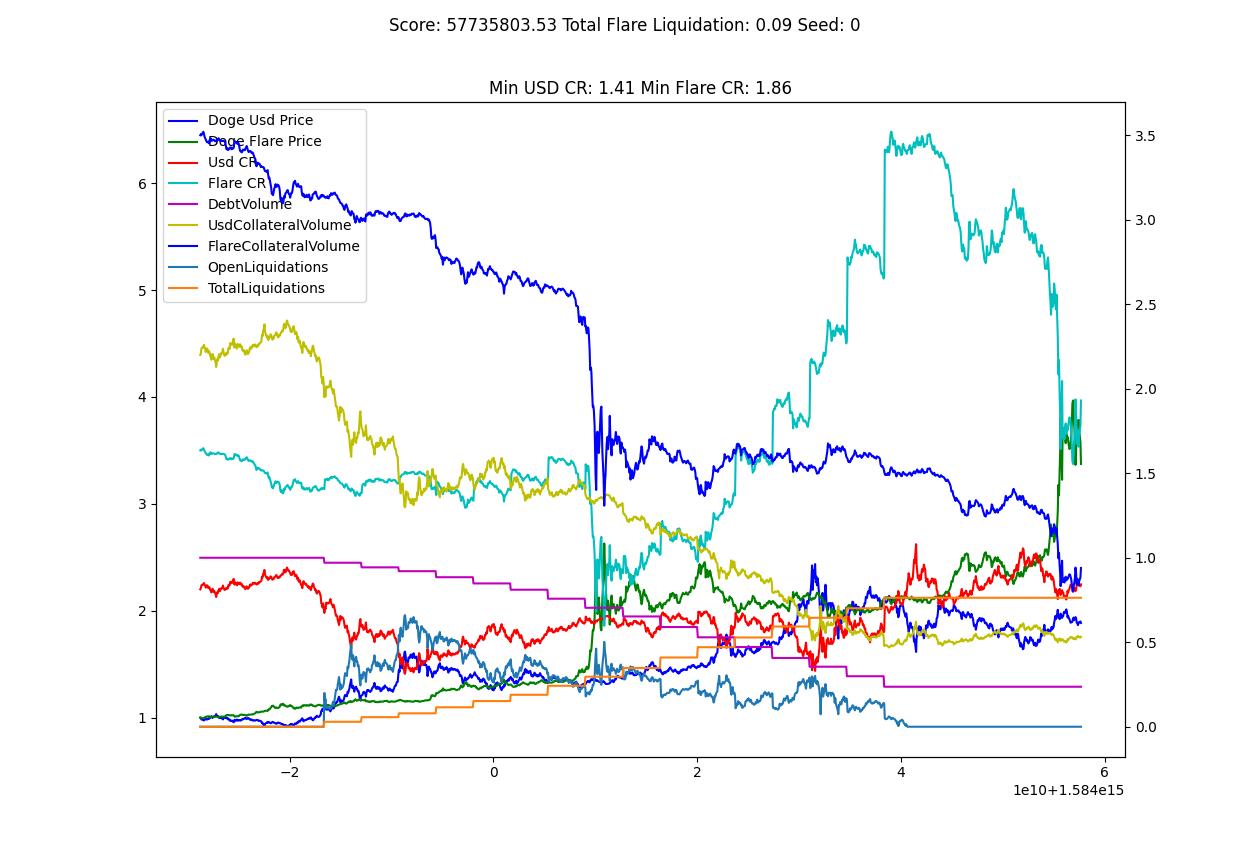 Score: 57735803.53 Total Flare Liquidation: 0.09 Seed: 0
Min USD CR: 1.41 Min Flare CR: 1.86
Doge Usd Price
Doge Flare Price
Usd CR
Flare CR
DebtVolume
UsdCollateralVolume
FlareCollateralVolume
OpenLiquidations
TotalLiquidations
6
5
4
3
2
1
3.5
3.0
2.5
2.0
1.5
1.0
0.5
0.0
−2
0
2
4
6
1e10+1.584e15